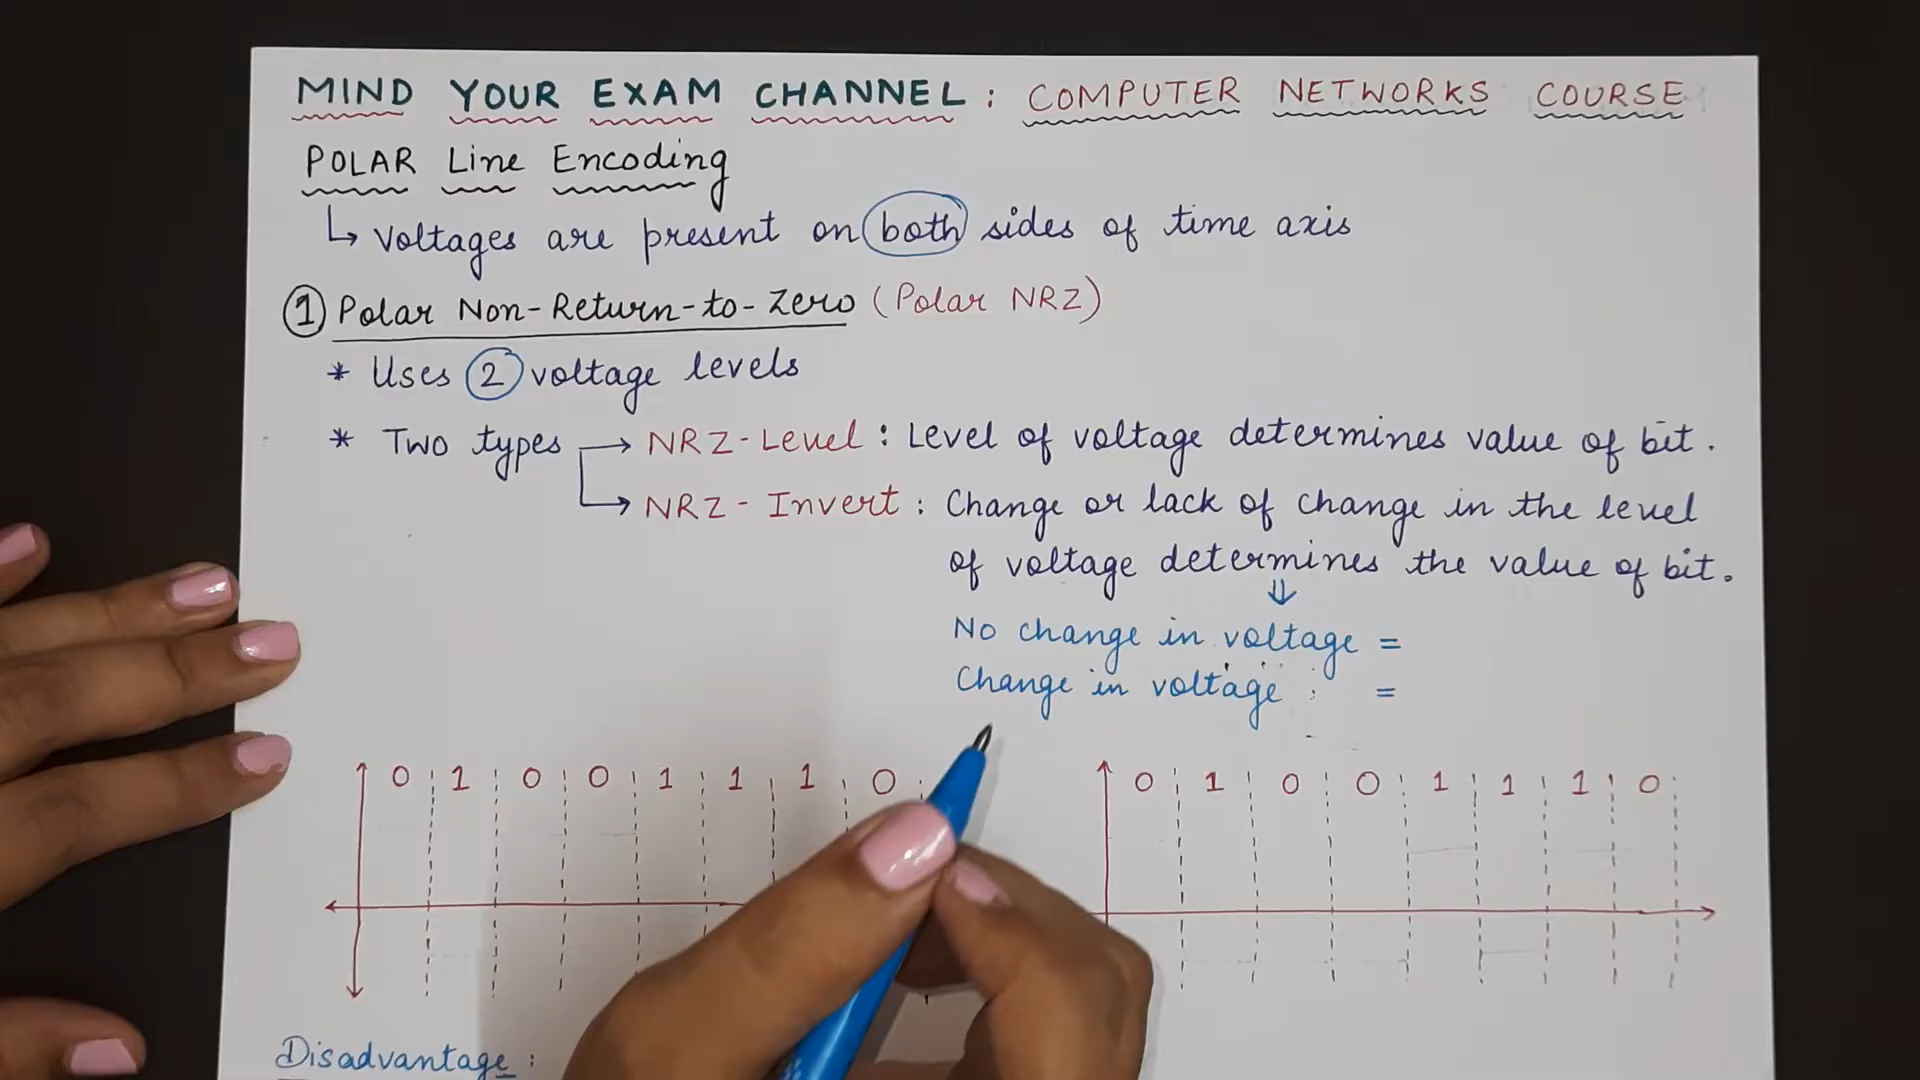 MIND YOUR EXAM CHANNEL : COMPUTER NETWORKS COURSE
POLAR Line Encoding
↳ Voltages are present on both sides of time axis
① Polar Non-Return-to-Zero (Polar NRZ)
* Uses 2 voltage levels
* Two types → NRZ-Level : Level of voltage determines value of bit.
→ NRZ-Invert : Change or lack of change in the level
of voltage determines the value of bit.
⇓
No change in voltage =
Change in voltage =
0 1 0 0 1 1 1 0
0 1 0 0 1 1 1 0
Disadvantage :